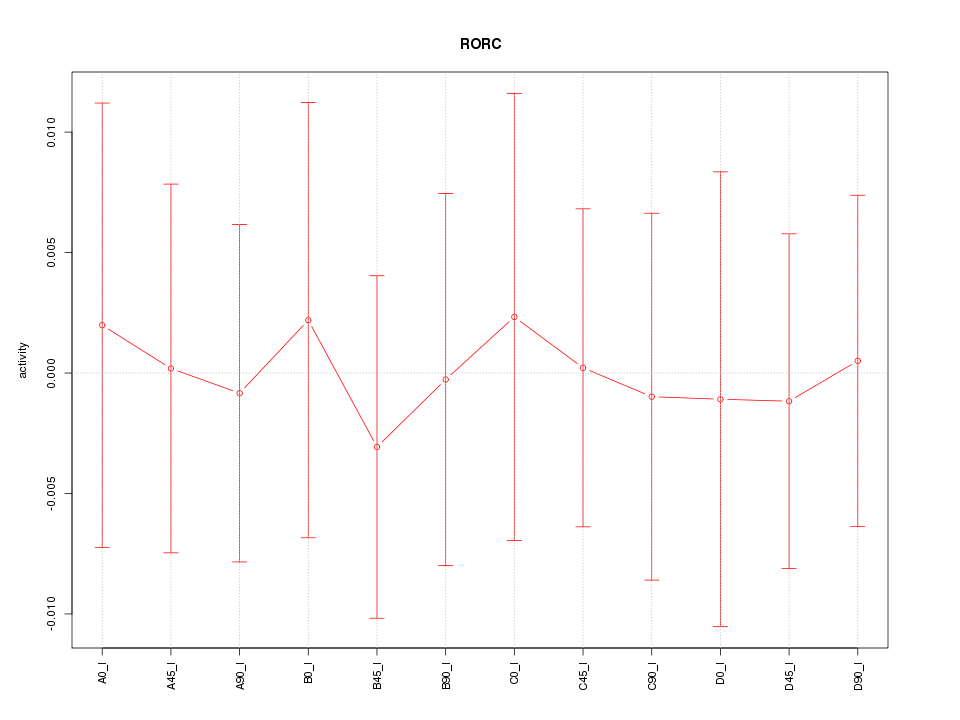 RORC
activity
0.010
0.005
0.000
-0.005
-0.010
A0_I
A45_I
A90_I
B0_I
B45_I
B90_I
C0_I
C45_I
C90_I
D0_I
D45_I
D90_I